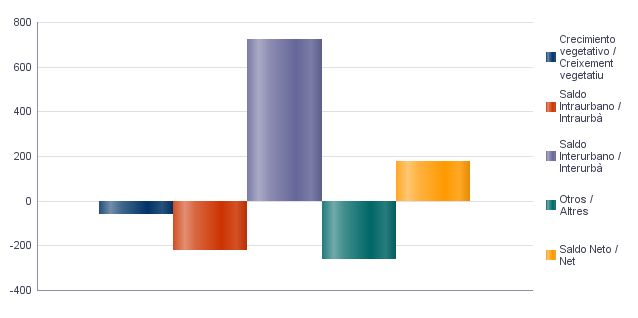 800
600
400
200
0
-200
-400
Crecimiento
vegetativo /
Creixement
vegetatiu
Saldo
Intraurbano /
Intraurbà
Saldo
Interurbano /
Interurbà
Otros /
Altres
Saldo Neto /
Net